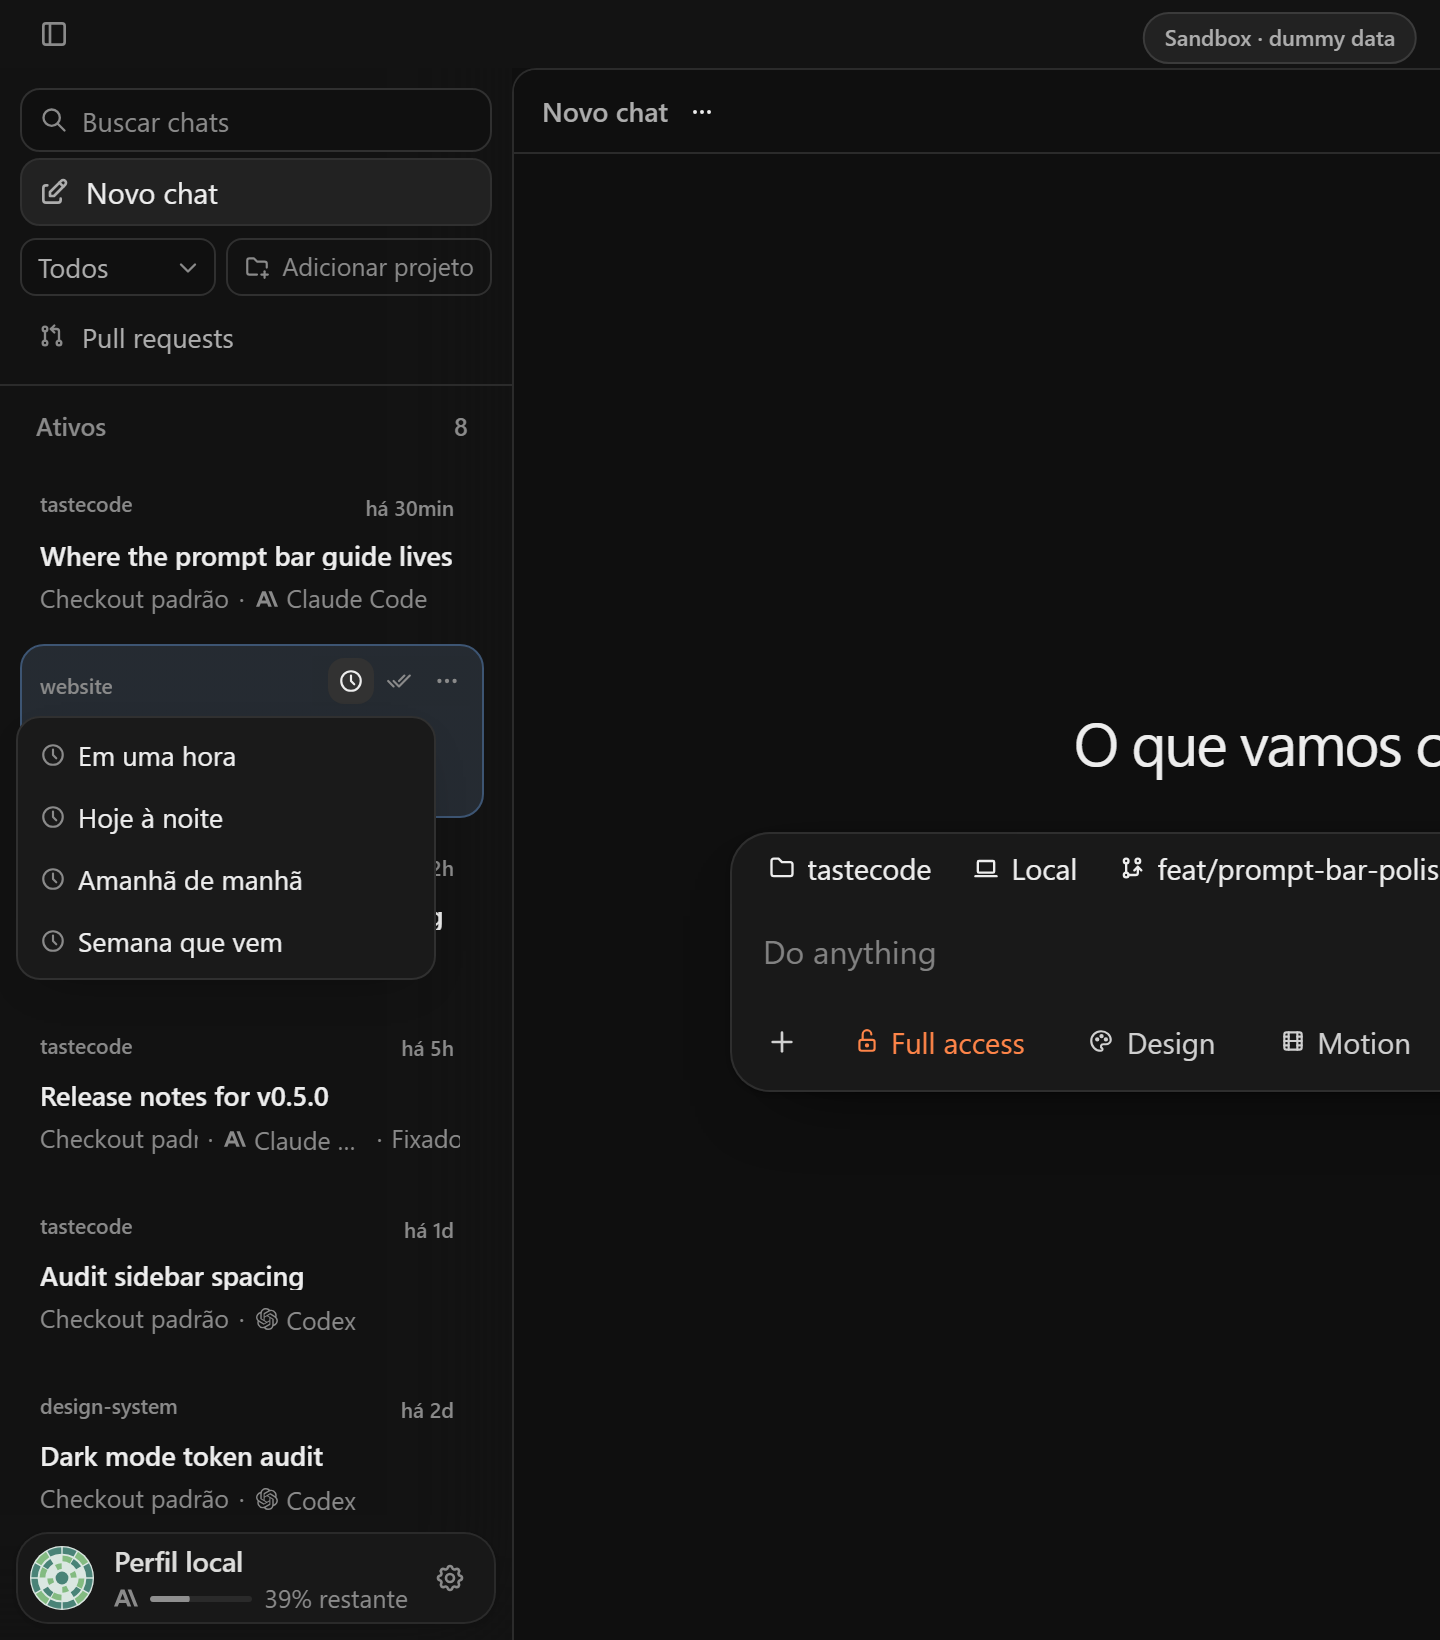 Sandbox · dummy data
Buscar chats
Novo chat
Todos
Adicionar projeto
Pull requests
Ativos 8
tastecode há 30min
Where the prompt bar guide lives
Checkout padrão · Claude Code
website
Em uma hora
Hoje à noite
Amanhã de manhã
Semana que vem
tastecode há 5h
Release notes for v0.5.0
Checkout padr · Claude ... · Fixado
tastecode há 1d
Audit sidebar spacing
Checkout padrão · Codex
design-system há 2d
Dark mode token audit
Checkout padrão · Codex
Perfil local
39% restante
Novo chat
O que vamos
tastecode Local feat/prompt-bar-polis
Do anything
Full access Design Motion